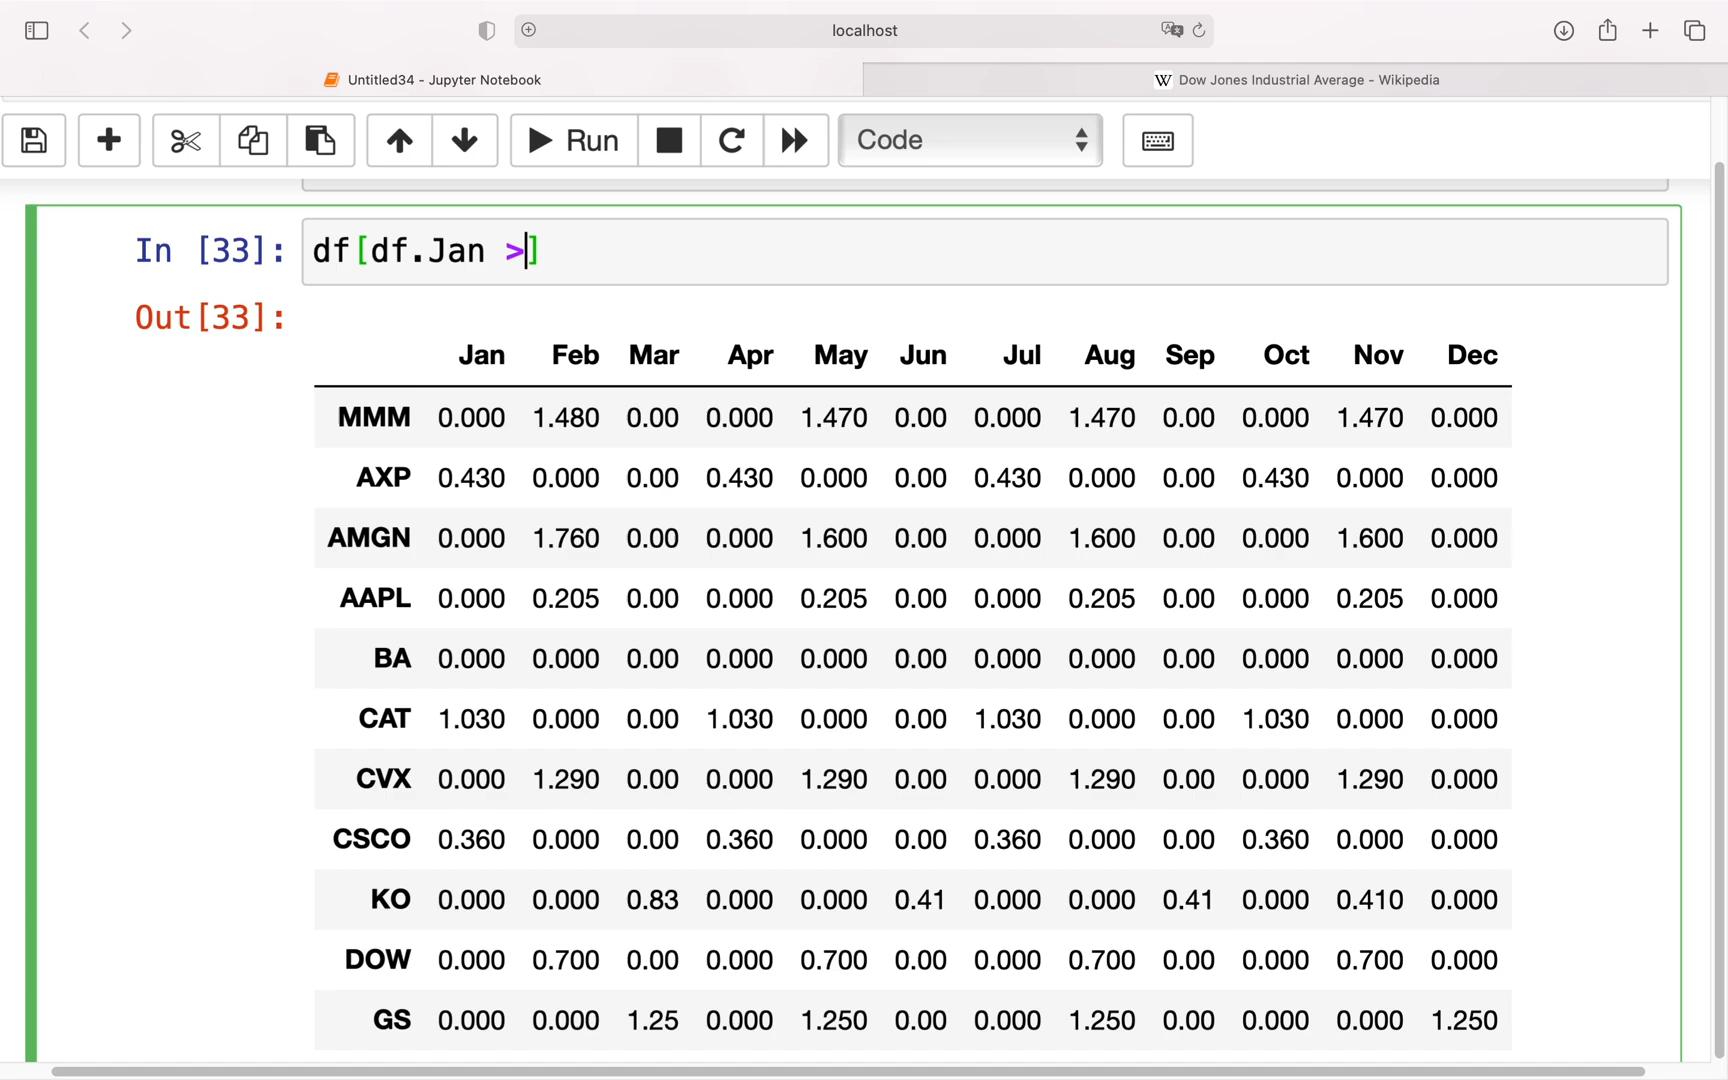 localhost
Untitled34 - Jupyter Notebook
W Dow Jones Industrial Average - Wikipedia
Run
Code
In [33]: df[df.Jan >]
Out[33]:
Jan Feb Mar Apr May Jun Jul Aug Sep Oct Nov Dec
MMM 0.000 1.480 0.00 0.000 1.470 0.00 0.000 1.470 0.00 0.000 1.470 0.000
AXP 0.430 0.000 0.00 0.430 0.000 0.00 0.430 0.000 0.00 0.430 0.000 0.000
AMGN 0.000 1.760 0.00 0.000 1.600 0.00 0.000 1.600 0.00 0.000 1.600 0.000
AAPL 0.000 0.205 0.00 0.000 0.205 0.00 0.000 0.205 0.00 0.000 0.205 0.000
BA 0.000 0.000 0.00 0.000 0.000 0.00 0.000 0.000 0.00 0.000 0.000 0.000
CAT 1.030 0.000 0.00 1.030 0.000 0.00 1.030 0.000 0.00 1.030 0.000 0.000
CVX 0.000 1.290 0.00 0.000 1.290 0.00 0.000 1.290 0.00 0.000 1.290 0.000
CSCO 0.360 0.000 0.00 0.360 0.000 0.00 0.360 0.000 0.00 0.360 0.000 0.000
KO 0.000 0.000 0.83 0.000 0.000 0.41 0.000 0.000 0.41 0.000 0.410 0.000
DOW 0.000 0.700 0.00 0.000 0.700 0.00 0.000 0.700 0.00 0.000 0.700 0.000
GS 0.000 0.000 1.25 0.000 1.250 0.00 0.000 1.250 0.00 0.000 0.000 1.250